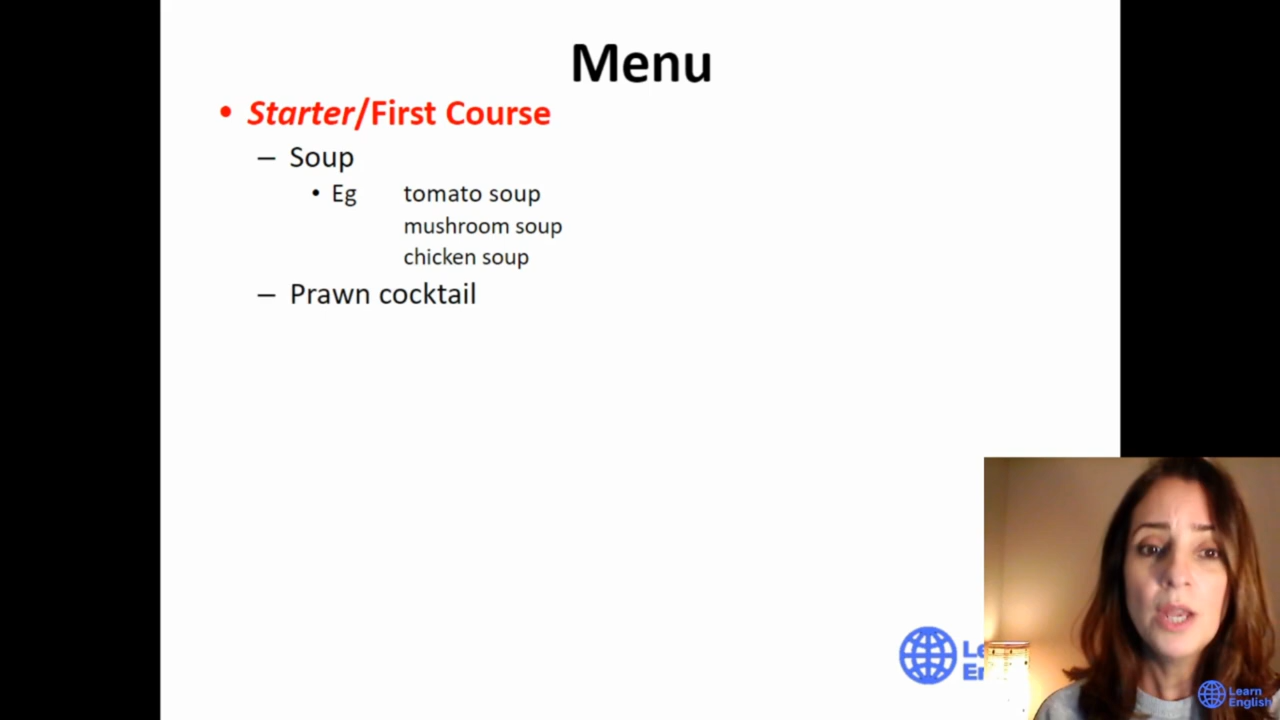 Menu
• Starter/First Course
– Soup
• Eg tomato soup
mushroom soup
chicken soup
– Prawn cocktail
Learn
English